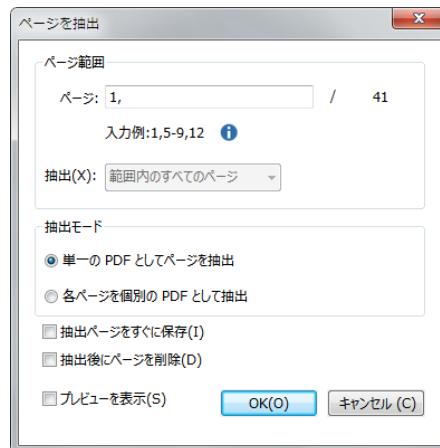 ページを抽出
ページ範囲
ページ: 1, / 41
入力例:1,5-9,12
抽出(X): 範囲内のすべてのページ
抽出モード
単一の PDF としてページを抽出
各ページを個別の PDF として抽出
抽出ページをすぐに保存(I)
抽出後にページを削除(D)
プレビューを表示(S)
OK(O) キャンセル (C)